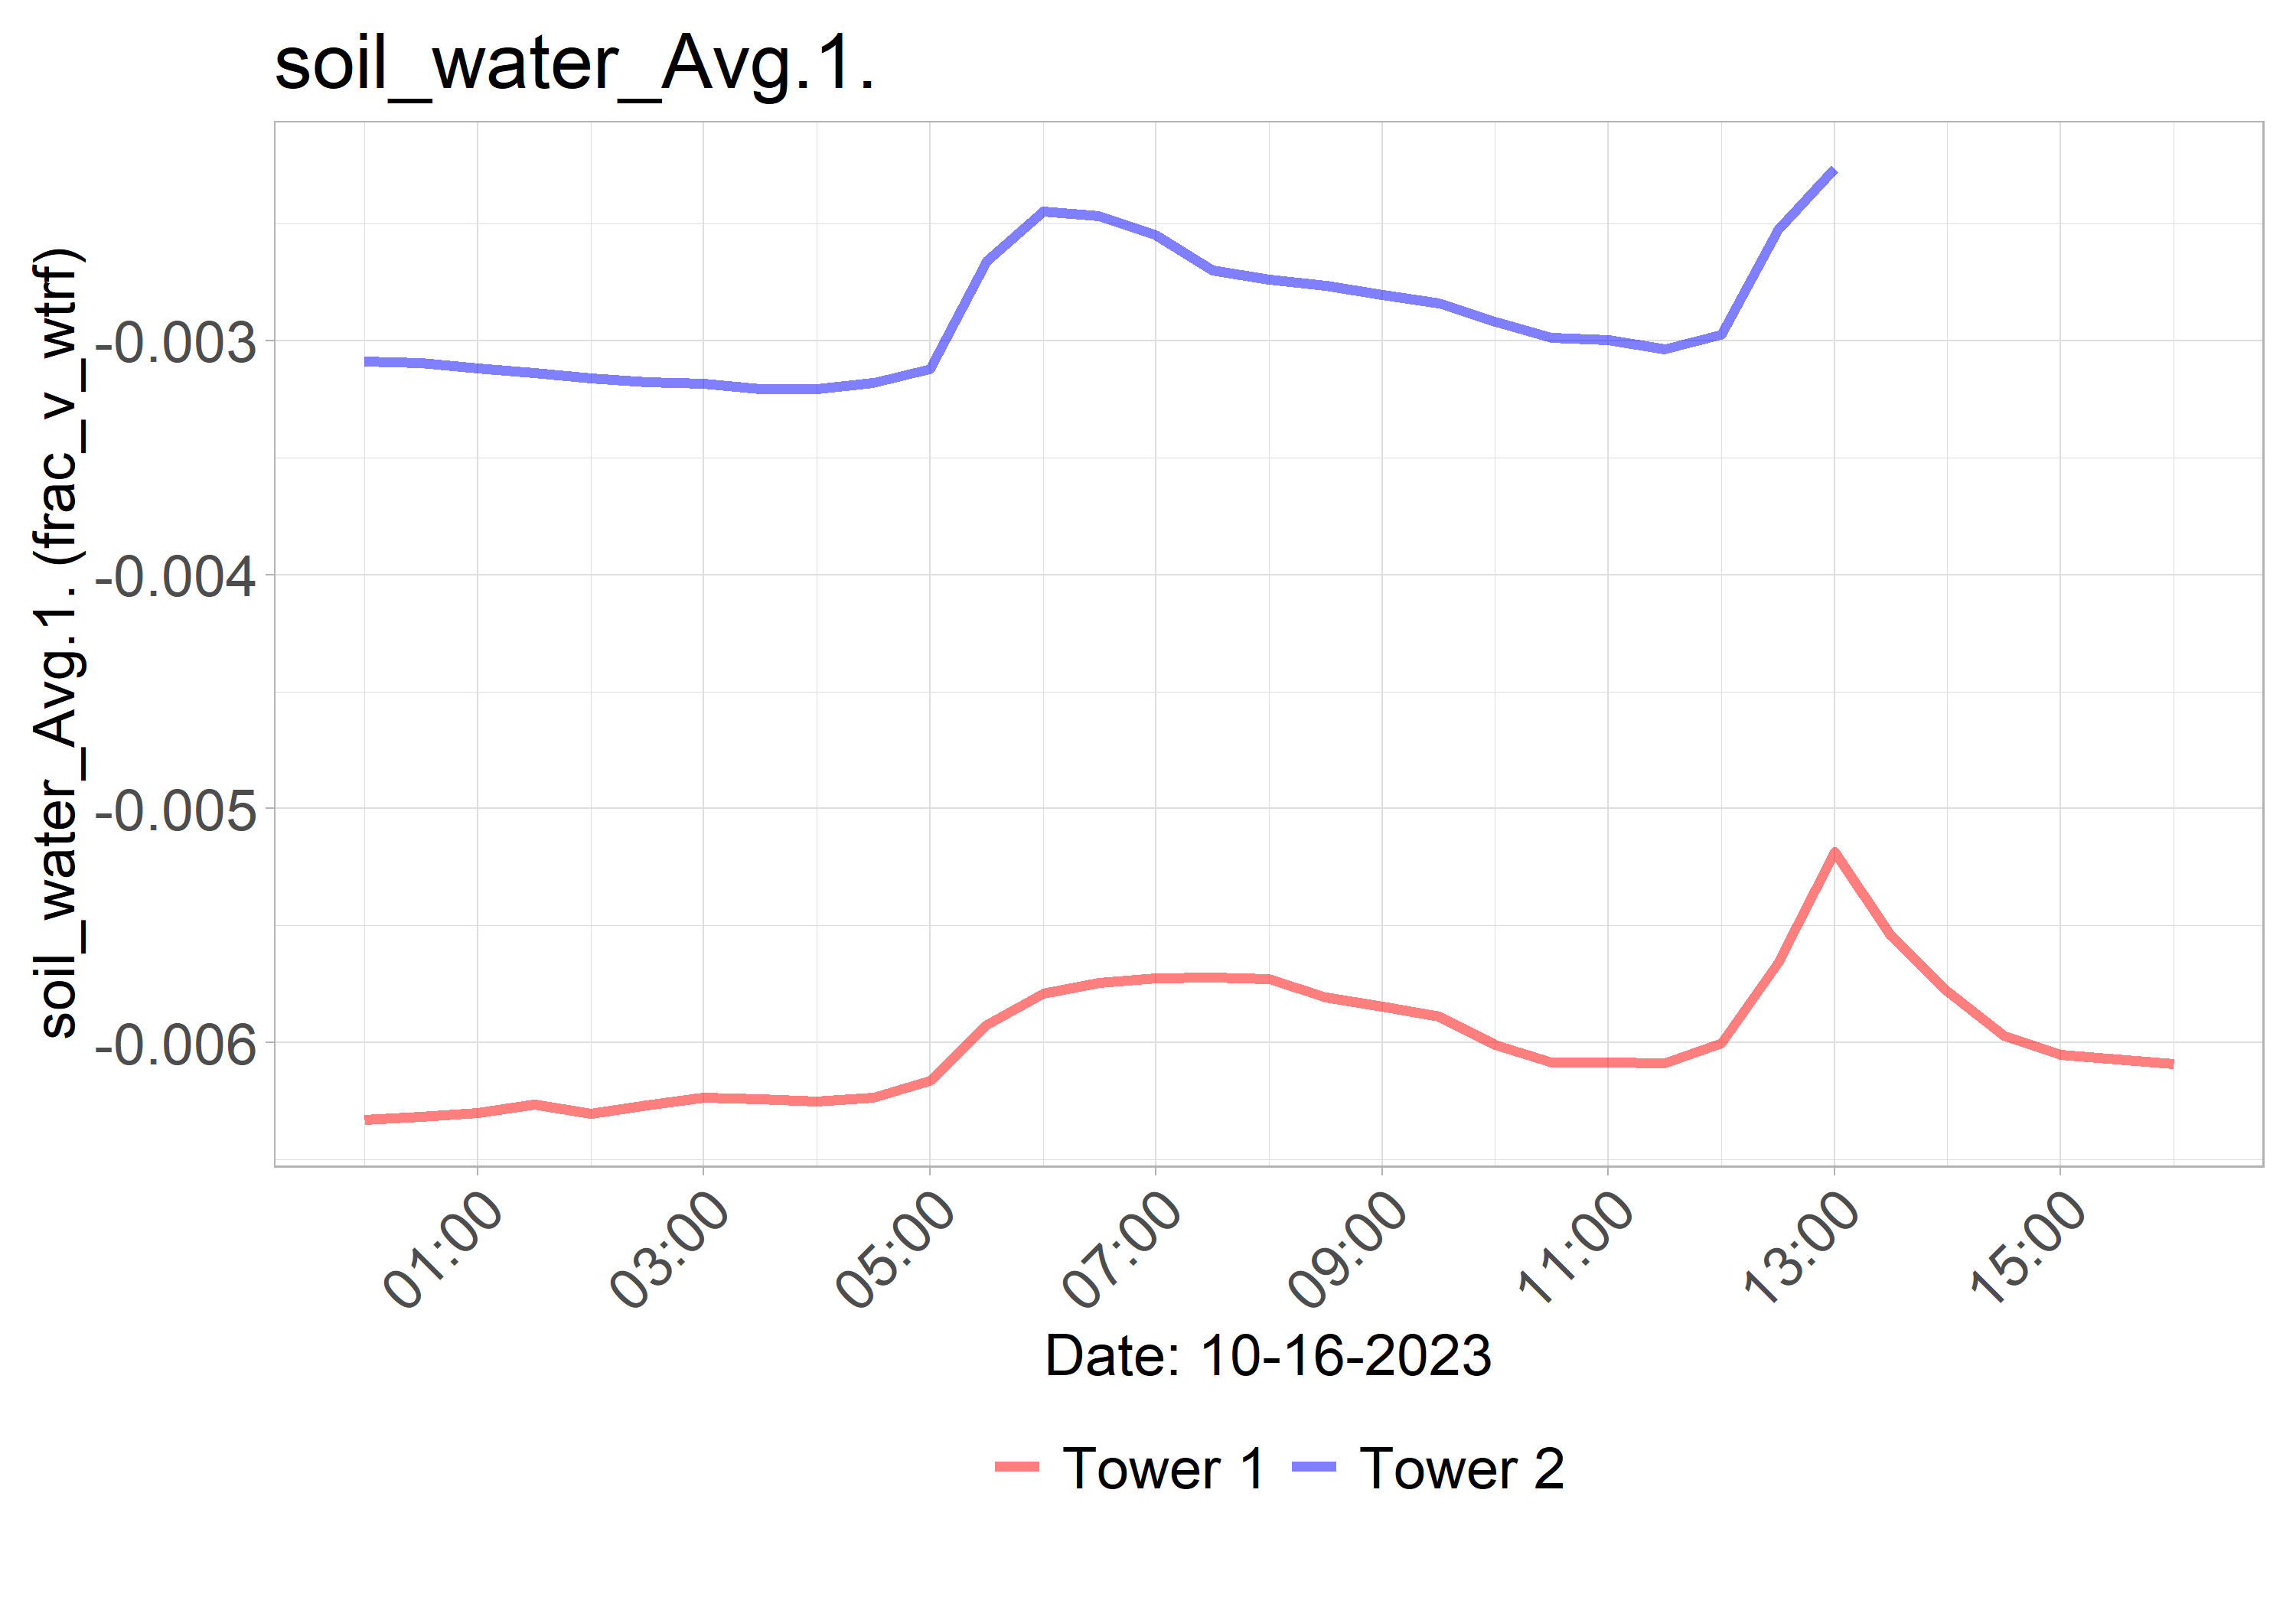 soil_water_Avg.1.
soil_water_Avg.1. (frac_v_wtrf)
-0.003
-0.004
-0.005
-0.006
01:00
03:00
05:00
07:00
09:00
11:00
13:00
15:00
Date: 10-16-2023
Tower 1
Tower 2